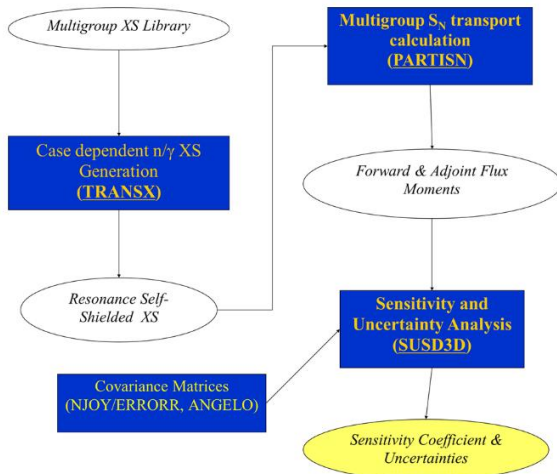 Multigroup XS Library
Case dependent n/γ XS
Generation
(TRANSX)
Resonance Self-
Shielded XS
Covariance Matrices
(NJOY/ERRORR, ANGELO)
Multigroup S_N transport
calculation
(PARTISN)
Forward & Adjoint Flux
Moments
Sensitivity and
Uncertainty Analysis
(SUSD3D)
Sensitivity Coefficient &
Uncertainties